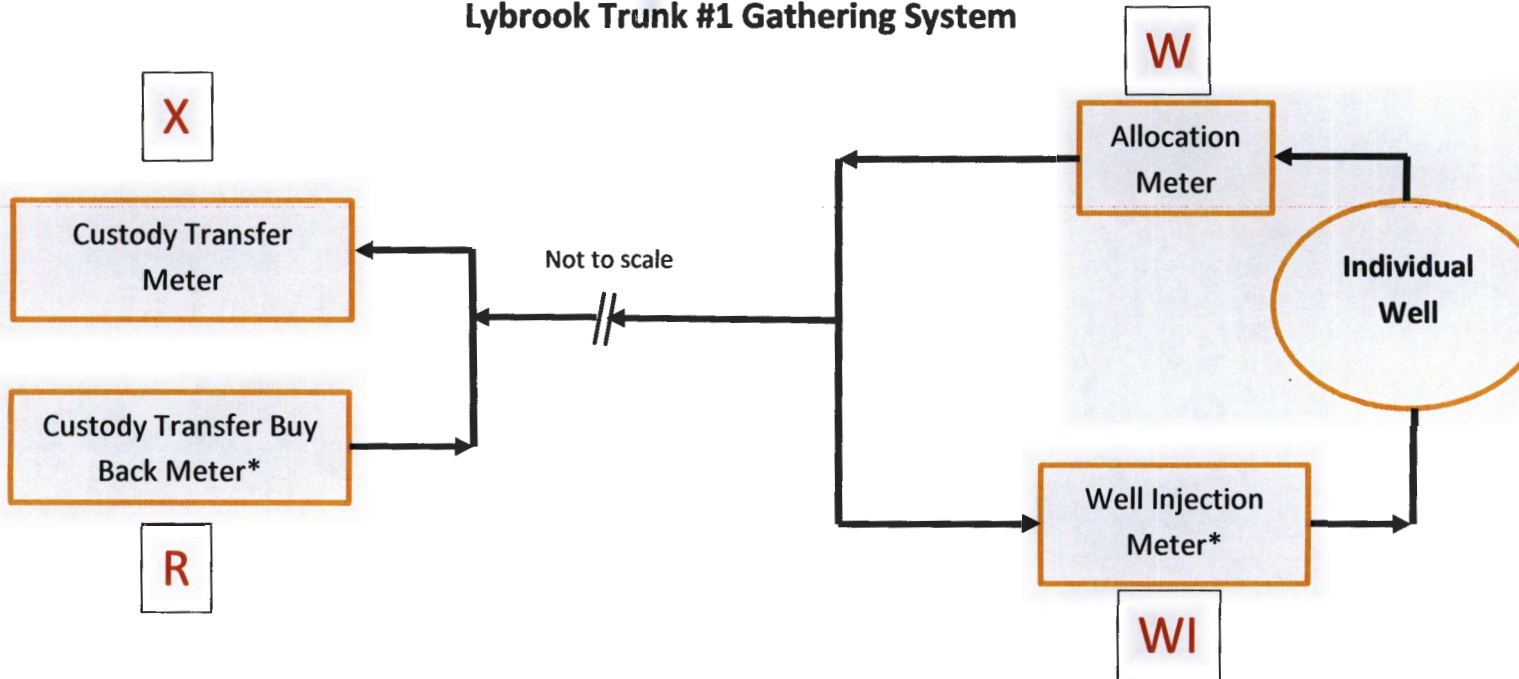 Lybrook Trunk #1 Gathering System
W
X
Allocation
Meter
Custody Transfer
Meter
Not to scale
Individual
Well
Custody Transfer Buy
Back Meter*
Well Injection
Meter*
R
WI